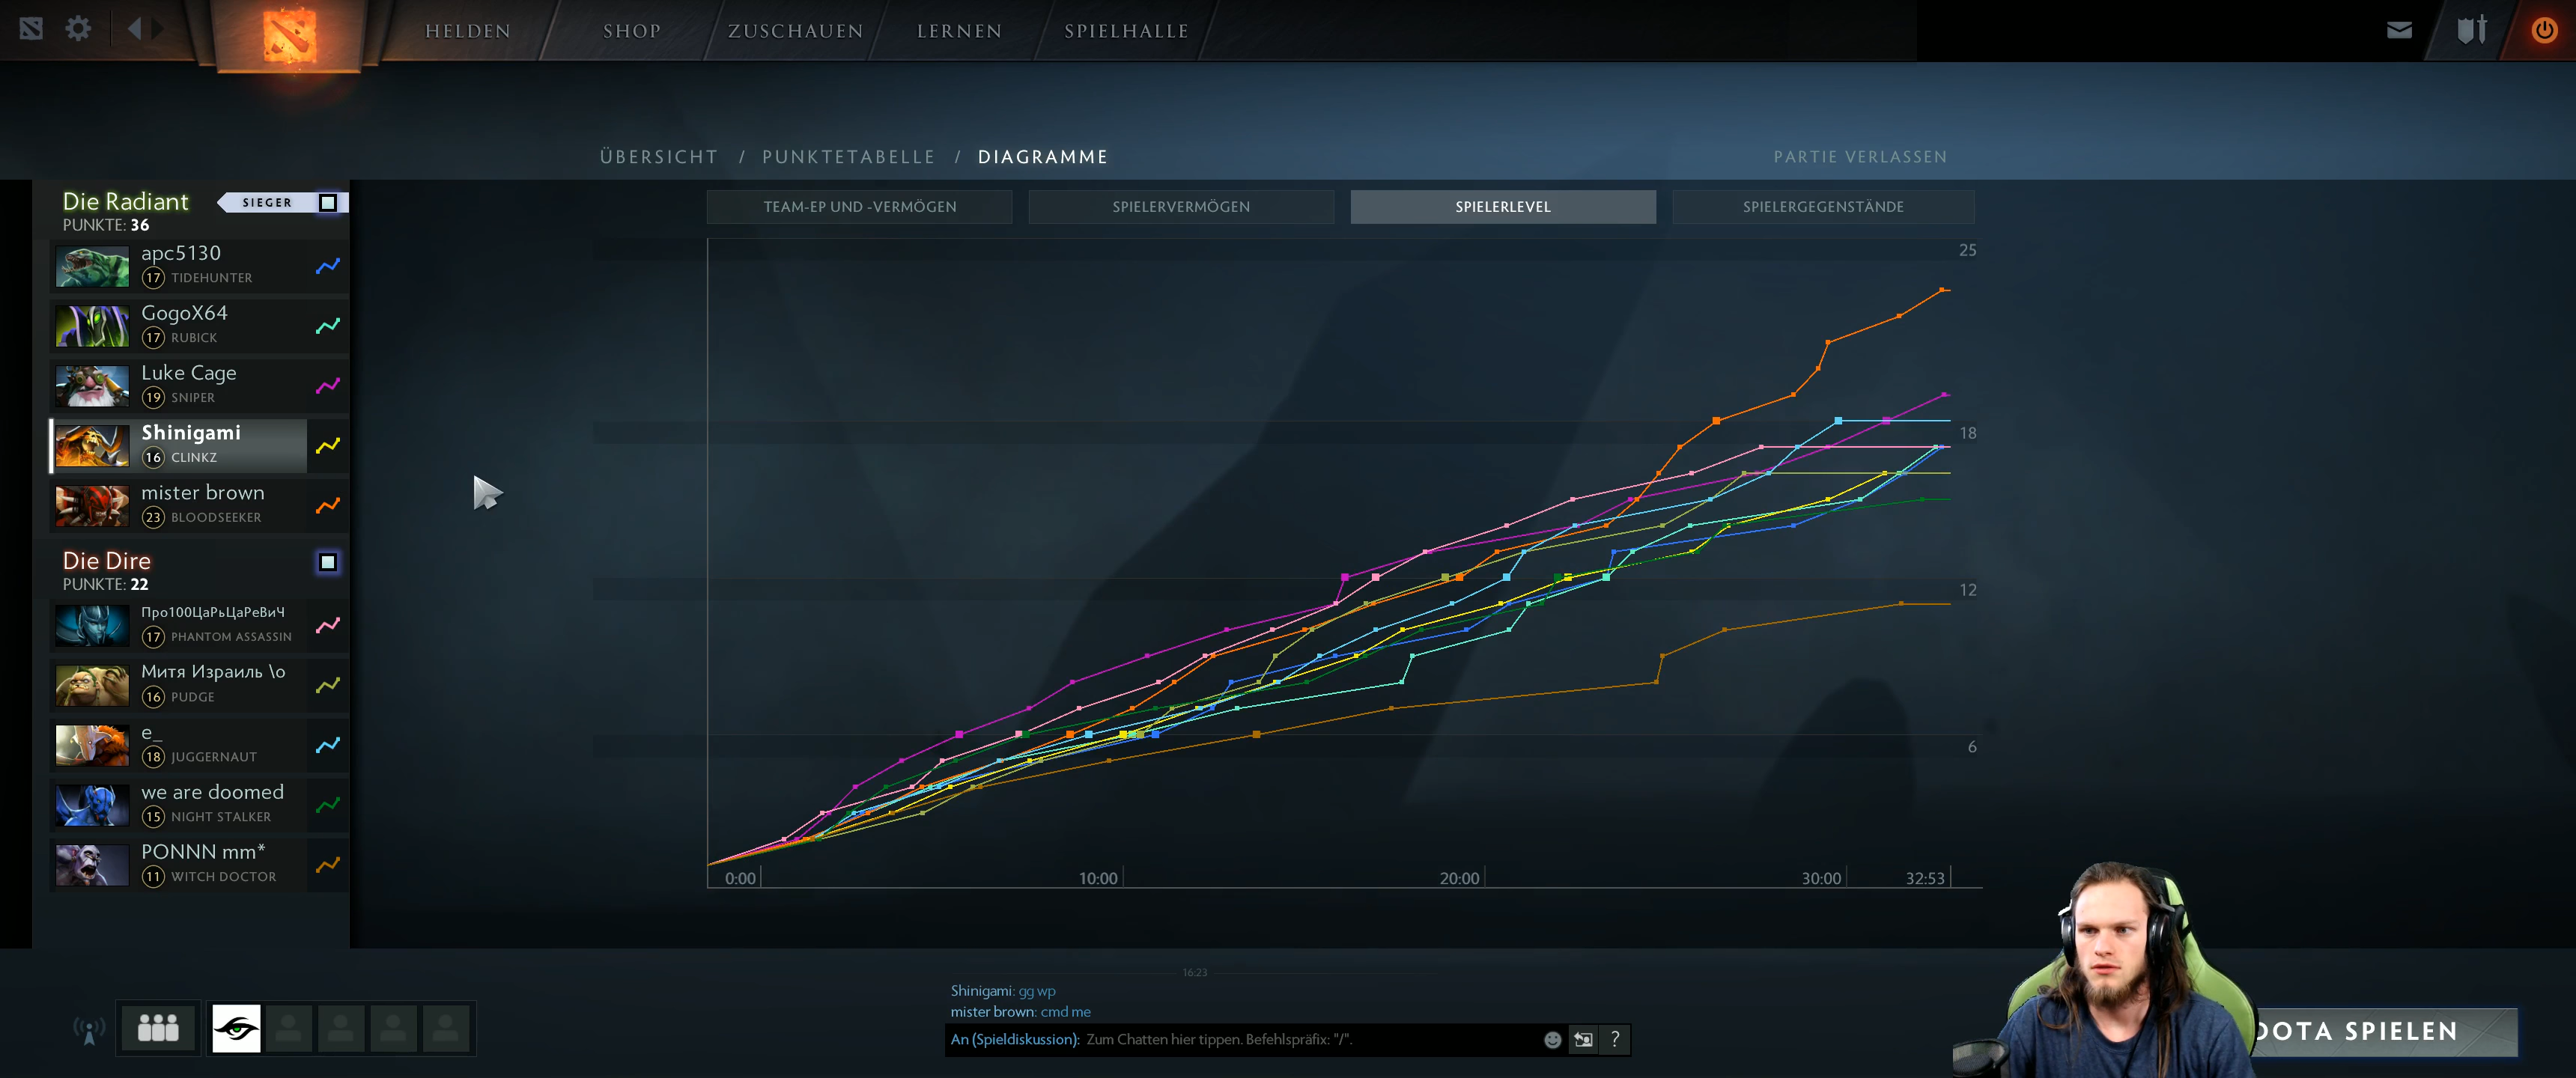 HELDEN
SHOP
ZUSCHAUEN
LERNEN
SPIELHALLE
ÜBERSICHT / PUNKTETABELLE / DIAGRAMME
PARTIE VERLASSEN
TEAM-EP UND -VERMÖGEN
SPIELERVERMÖGEN
SPIELERLEVEL
SPIELERGEGENSTÄNDE
Die Radiant
SIEGER
PUNKTE: 36
apc5130
17 TIDEHUNTER
GogoX64
17 RUBICK
Luke Cage
19 SNIPER
Shinigami
16 CLINKZ
mister brown
23 BLOODSEEKER
Die Dire
PUNKTE: 22
Про100ЦаРьЦаРеВиЧ
17 PHANTOM ASSASSIN
Митя Израиль \o
16 PUDGE
e_
18 JUGGERNAUT
we are doomed
15 NIGHT STALKER
PONNN mm*
11 WITCH DOCTOR
25
18
12
6
0:00
10:00
20:00
30:00
32:53
16:23
Shinigami: gg wp
mister brown: cmd me
An (Spieldiskussion): Zum Chatten hier tippen. Befehlspräfix: "/".
?
DOTA SPIELEN